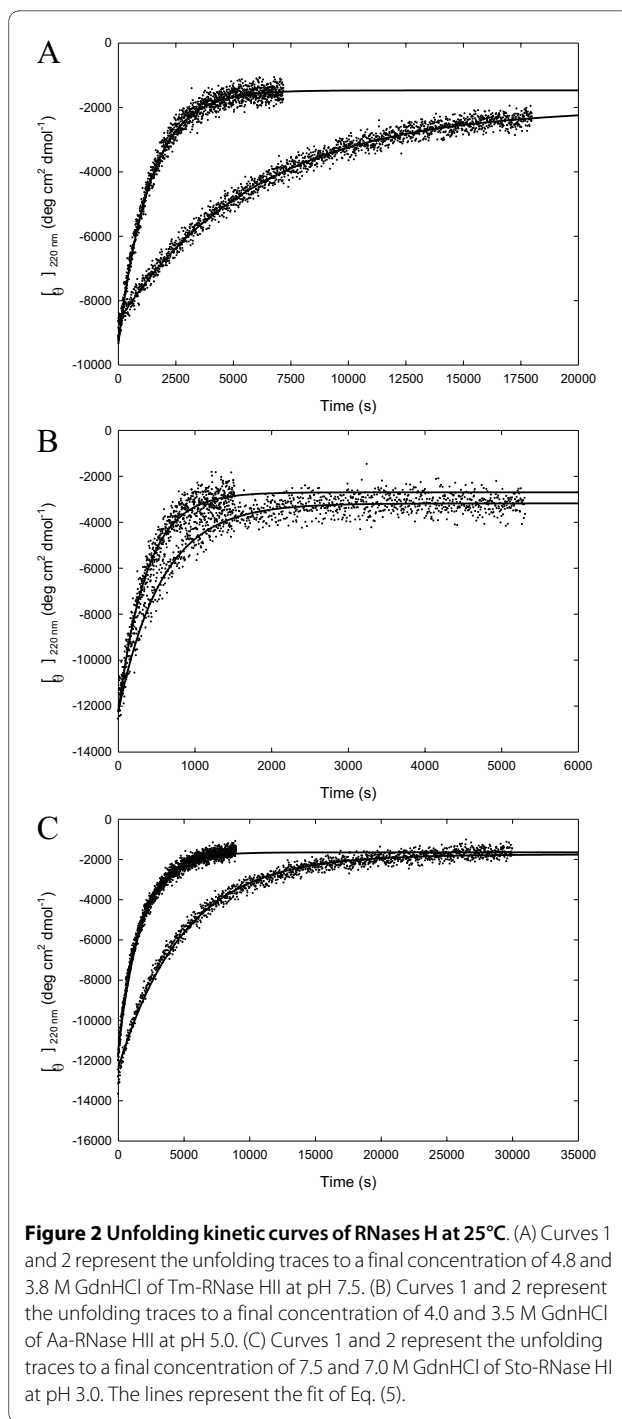 A
0
-2000
-4000
-6000
-8000
-10000
[θ] 220 nm (deg cm² dmol⁻¹)
0 2500 5000 7500 10000 12500 15000 17500 20000
Time (s)
B
0
-2000
-4000
-6000
-8000
-10000
-12000
-14000
[θ] 220 nm (deg cm² dmol⁻¹)
0 1000 2000 3000 4000 5000 6000
Time (s)
C
0
-2000
-4000
-6000
-8000
-10000
-12000
-14000
-16000
[θ] 220 nm (deg cm² dmol⁻¹)
0 5000 10000 15000 20000 25000 30000 35000
Time (s)
Figure 2 Unfolding kinetic curves of RNases H at 25°C. (A) Curves 1
and 2 represent the unfolding traces to a final concentration of 4.8 and
3.8 M GdnHCl of Tm-RNase HII at pH 7.5. (B) Curves 1 and 2 represent
the unfolding traces to a final concentration of 4.0 and 3.5 M GdnHCl
of Aa-RNase HII at pH 5.0. (C) Curves 1 and 2 represent the unfolding
traces to a final concentration of 7.5 and 7.0 M GdnHCl of Sto-RNase HI
at pH 3.0. The lines represent the fit of Eq. (5).